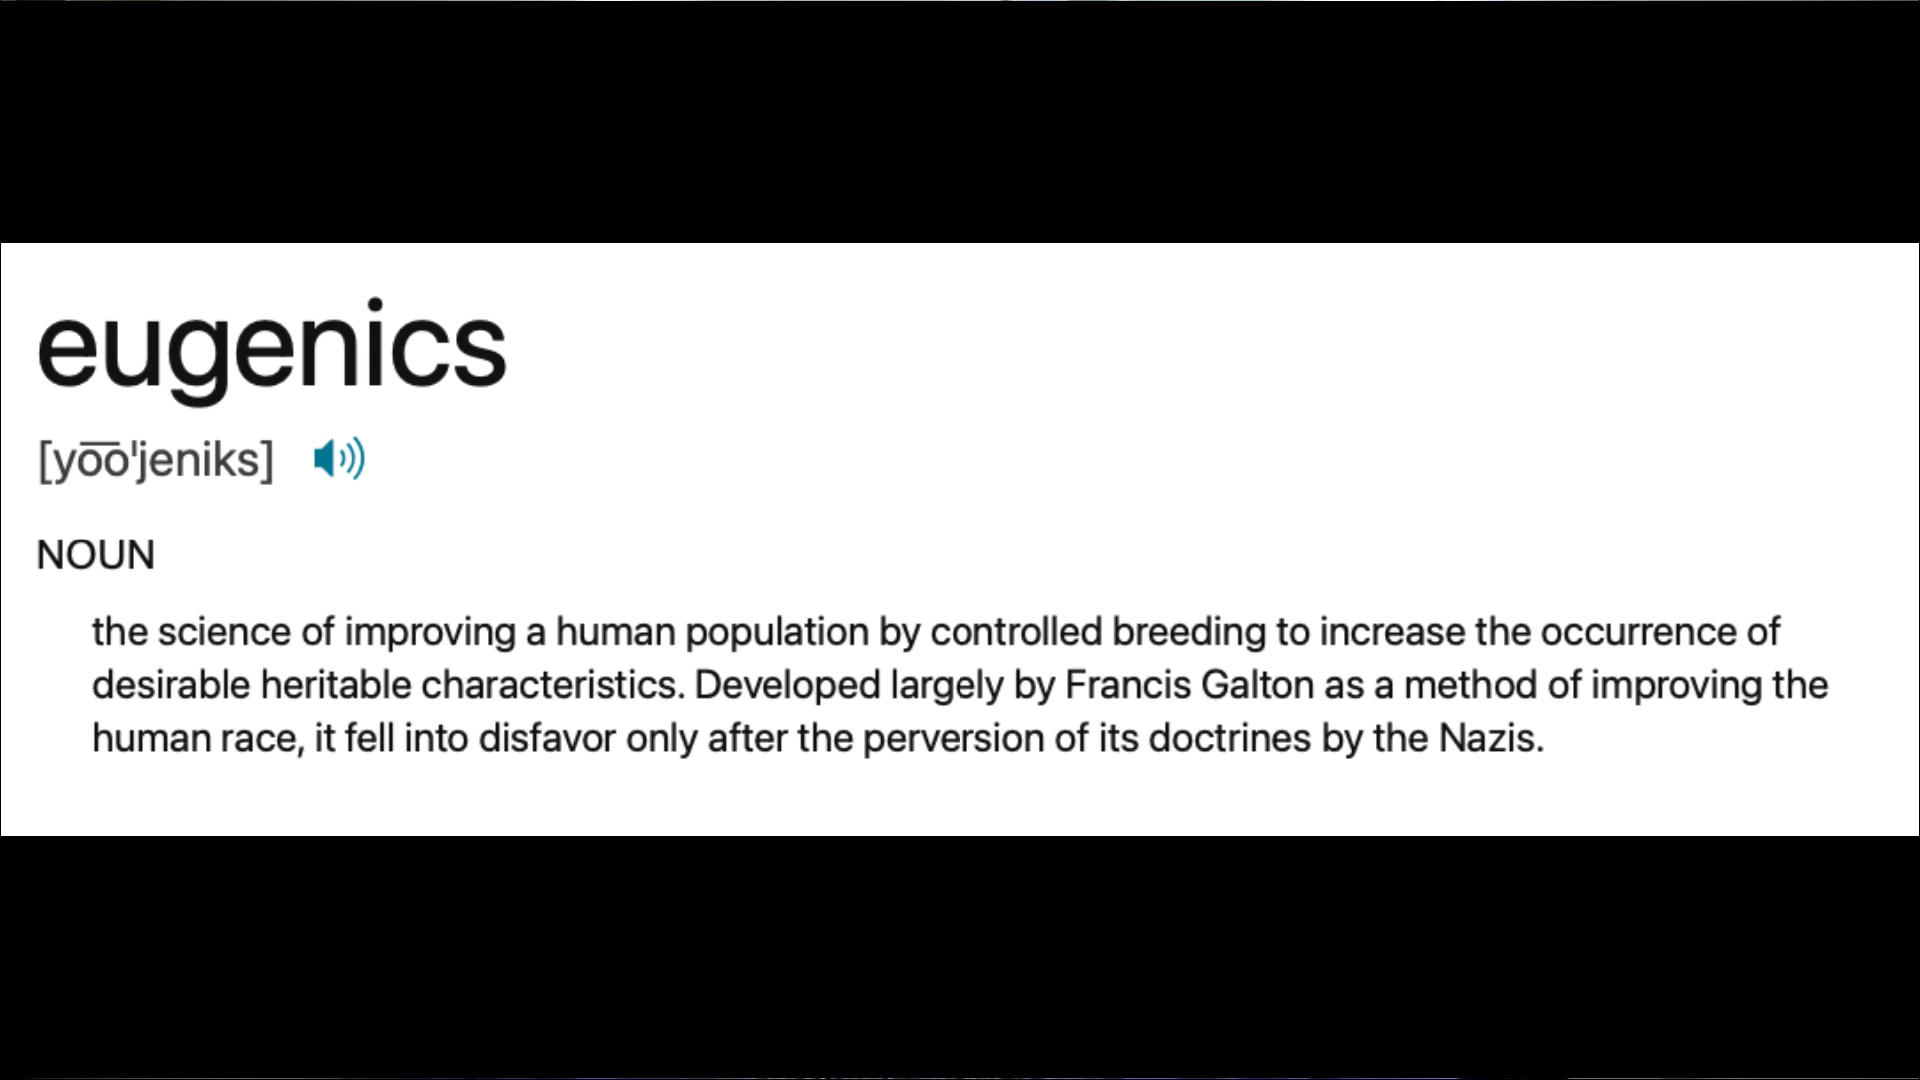 eugenics
[yo͞oˈjeniks]
NOUN
the science of improving a human population by controlled breeding to increase the occurrence of
desirable heritable characteristics. Developed largely by Francis Galton as a method of improving the
human race, it fell into disfavor only after the perversion of its doctrines by the Nazis.